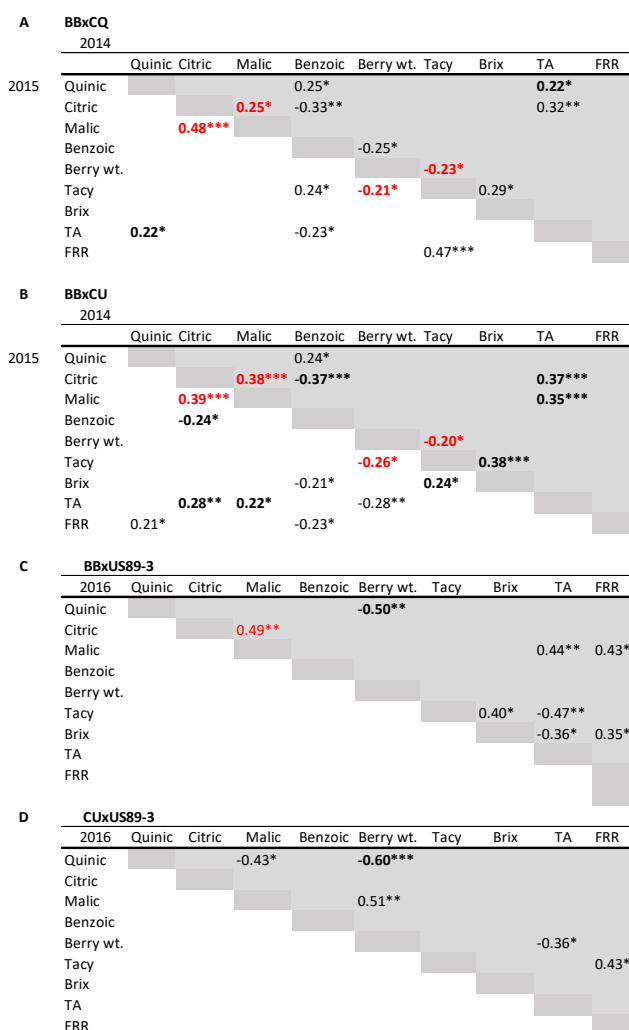 A BBxCQ
2014
Quinic Citric Malic Benzoic Berry wt. Tacy Brix TA FRR
2015 Quinic 0.25* 0.22*
Citric 0.25* -0.33** 0.32**
Malic 0.48***
Benzoic -0.25*
Berry wt. -0.23*
Tacy 0.24* -0.21* 0.29*
Brix
TA 0.22* -0.23*
FRR 0.47***
B BBxCU
2014
Quinic Citric Malic Benzoic Berry wt. Tacy Brix TA FRR
2015 Quinic 0.24*
Citric 0.38*** -0.37*** 0.37***
Malic 0.39*** 0.35***
Benzoic -0.24*
Berry wt. -0.20*
Tacy -0.26* 0.38***
Brix -0.21* 0.24*
TA 0.28** 0.22* -0.28**
FRR 0.21* -0.23*
C BBxUS89-3
2016 Quinic Citric Malic Benzoic Berry wt. Tacy Brix TA FRR
Quinic -0.50**
Citric 0.49**
Malic 0.44** 0.43*
Benzoic
Berry wt.
Tacy 0.40* -0.47**
Brix -0.36* 0.35*
TA
FRR
D CUxUS89-3
2016 Quinic Citric Malic Benzoic Berry wt. Tacy Brix TA FRR
Quinic -0.43* -0.60***
Citric
Malic 0.51**
Benzoic
Berry wt. -0.36*
Tacy 0.43*
Brix
TA
FRR